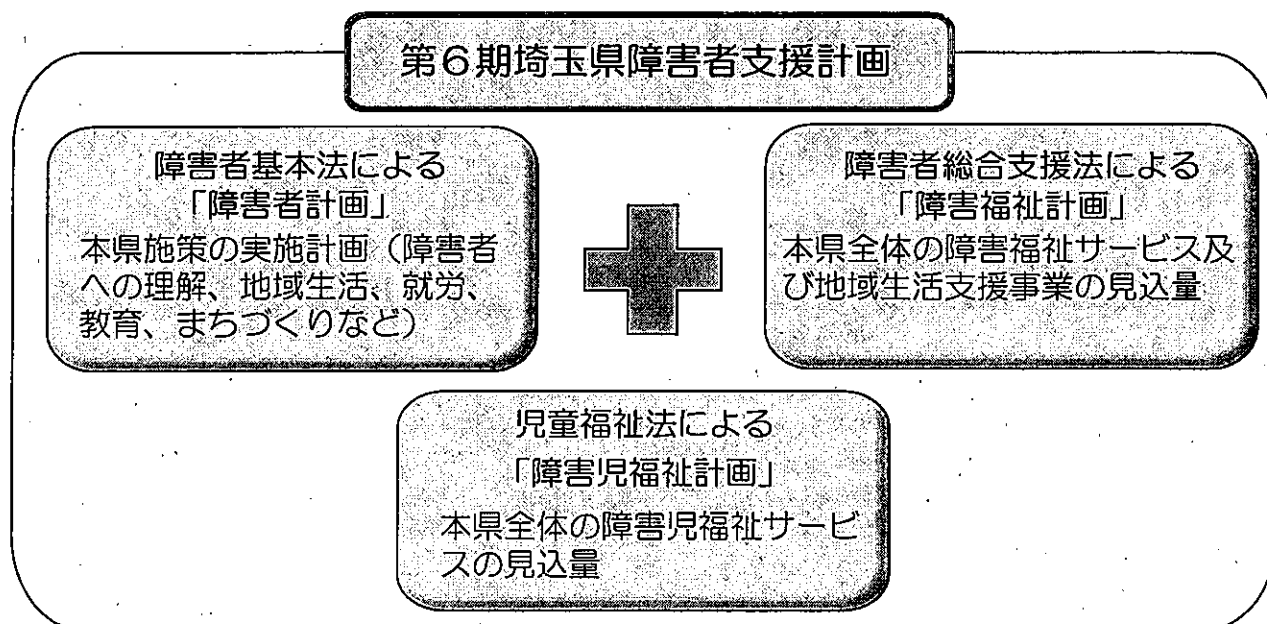 第6期埼玉県障害者支援計画
障害者基本法による
「障害者計画」
本県施策の実施計画（障害者
への理解、地域生活、就労、
教育、まちづくりなど）
障害者総合支援法による
「障害福祉計画」
本県全体の障害福祉サービス及
び地域生活支援事業の見込量
児童福祉法による
「障害児福祉計画」
本県全体の障害児福祉サービ
スの見込量